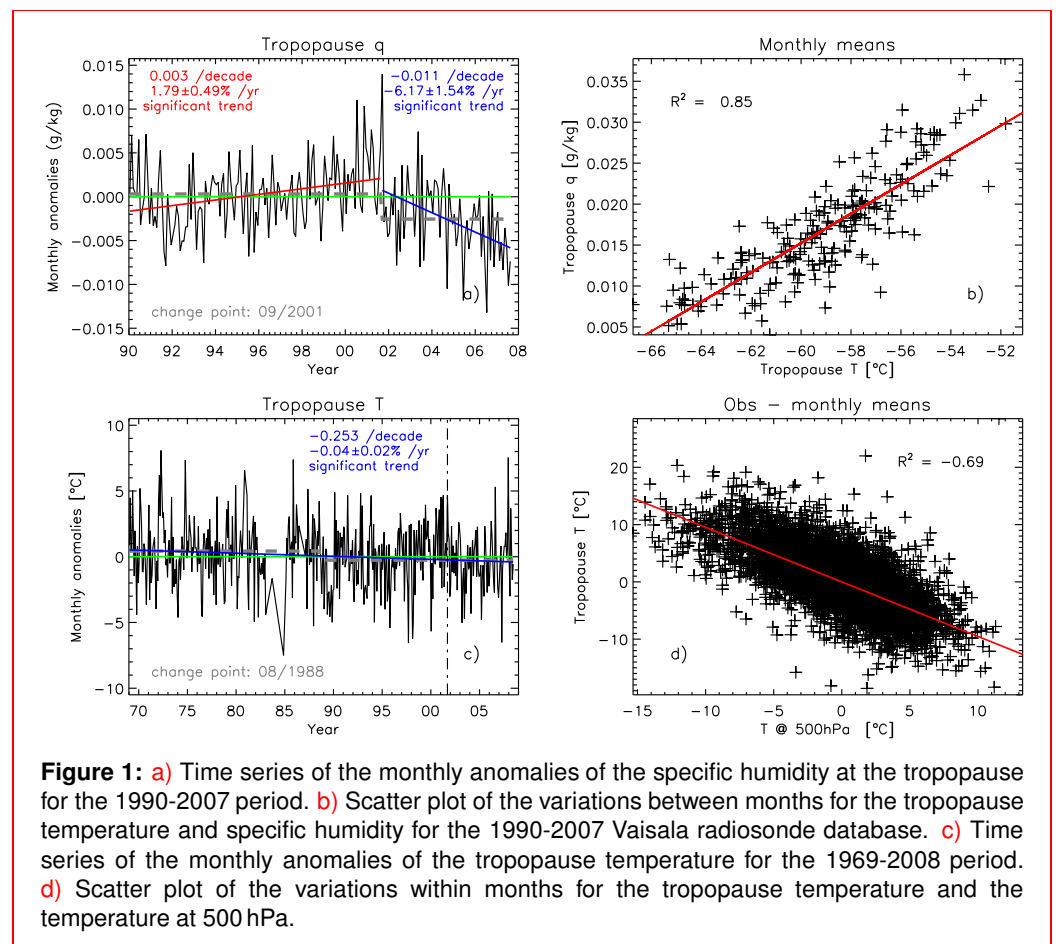 Tropopause q
0.003 /decade
1.79±0.49% /yr
significant trend
−0.011 /decade
−6.17±1.54% /yr
significant trend
Monthly anomalies (g/kg)
0.015
0.010
0.005
0.000
−0.005
−0.010
−0.015
a)
change point: 09/2001
90 92 94 96 98 00 02 04 06 08
Year
Monthly means
R² = 0.85
Tropopause q [g/kg]
0.035
0.030
0.025
0.020
0.015
0.010
0.005
b)
−66 −64 −62 −60 −58 −56 −54 −52
Tropopause T [°C]
Tropopause T
−0.253 /decade
−0.04±0.02% /yr
significant trend
Monthly anomalies [°C]
10
5
0
−5
−10
c)
change point: 08/1988
70 75 80 85 90 95 00 05
Year
Obs − monthly means
R² = −0.69
Tropopause T [°C]
20
10
0
−10
d)
−15 −10 −5 0 5 10
T @ 500hPa [°C]
Figure 1: a) Time series of the monthly anomalies of the specific humidity at the tropopause
for the 1990-2007 period. b) Scatter plot of the variations between months for the tropopause
temperature and specific humidity for the 1990-2007 Vaisala radiosonde database. c) Time
series of the monthly anomalies of the tropopause temperature for the 1969-2008 period.
d) Scatter plot of the variations within months for the tropopause temperature and the
temperature at 500 hPa.